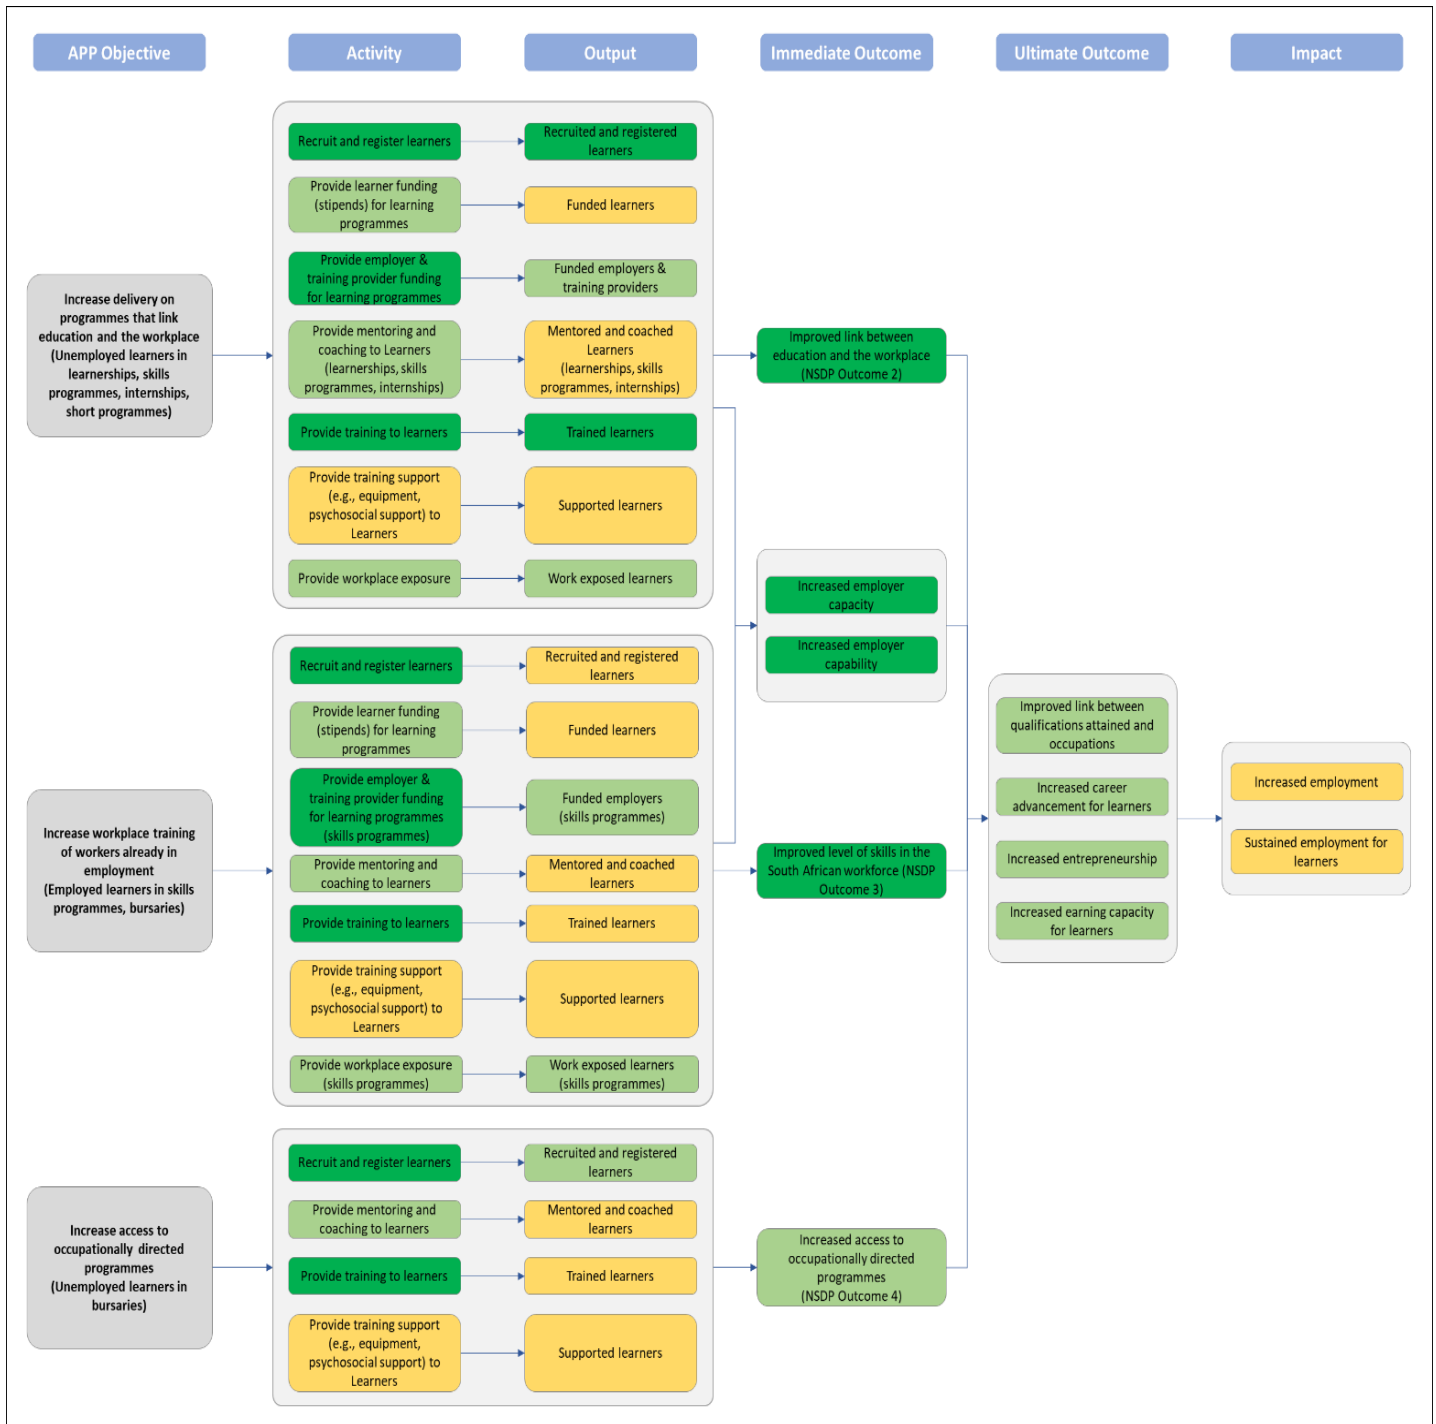 APP Objective
Activity
Output
Immediate Outcome
Ultimate Outcome
Impact
Increase delivery on
programmes that link
education and the workplace
(Unemployed learners in
learnerships, skills
programmes, internships,
short programmes)
Recruit and register learners
Recruited and registered
learners
Provide learner funding
(stipends) for learning
programmes
Funded learners
Provide employer &
training provider funding
for learning programmes
Funded employers &
training providers
Provide mentoring and
coaching to Learners
(learnerships, skills
programmes, internships)
Mentored and coached
Learners
(learnerships, skills
programmes, internships)
Provide training to learners
Trained learners
Provide training support
(e.g., equipment,
psychosocial support) to
Learners
Supported learners
Provide workplace exposure
Work exposed learners
Improved link between
education and the workplace
(NSDP Outcome 2)
Increased employer
capacity
Increased employer
capability
Increase workplace training
of workers already in
employment
(Employed learners in skills
programmes, bursaries)
Recruit and register learners
Recruited and registered
learners
Provide learner funding
(stipends) for learning
programmes
Funded learners
Provide employer &
training provider funding
for learning programmes
(skills programmes)
Funded employers
(skills programmes)
Provide mentoring and
coaching to learners
Mentored and coached
learners
Provide training to learners
Trained learners
Provide training support
(e.g., equipment,
psychosocial support) to
Learners
Supported learners
Provide workplace exposure
(skills programmes)
Work exposed learners
(skills programmes)
Improved level of skills in the
South African workforce (NSDP
Outcome 3)
Improved link between
qualifications attained and
occupations
Increased career
advancement for learners
Increased entrepreneurship
Increased earning capacity
for learners
Increased employment
Sustained employment for
learners
Increase access to
occupationally directed
programmes
(Unemployed learners in
bursaries)
Recruit and register learners
Recruited and registered
learners
Provide mentoring and
coaching to learners
Mentored and coached
learners
Provide training to learners
Trained learners
Provide training support
(e.g., equipment,
psychosocial support) to
Learners
Supported learners
Increased access to
occupationally directed
programmes
(NSDP Outcome 4)